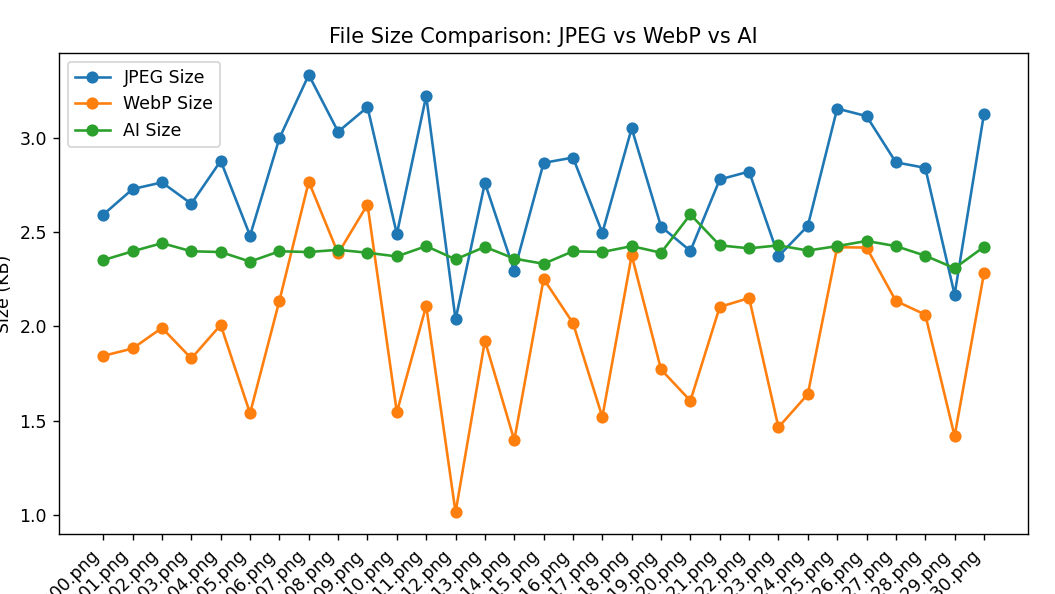 File Size Comparison: JPEG vs WebP vs AI
JPEG Size
WebP Size
AI Size
Size (KB)
3.0
2.5
2.0
1.5
1.0
00.png
01.png
02.png
03.png
04.png
05.png
06.png
07.png
08.png
09.png
10.png
11.png
12.png
13.png
14.png
15.png
16.png
17.png
18.png
19.png
20.png
21.png
22.png
23.png
24.png
25.png
26.png
27.png
28.png
29.png
30.png